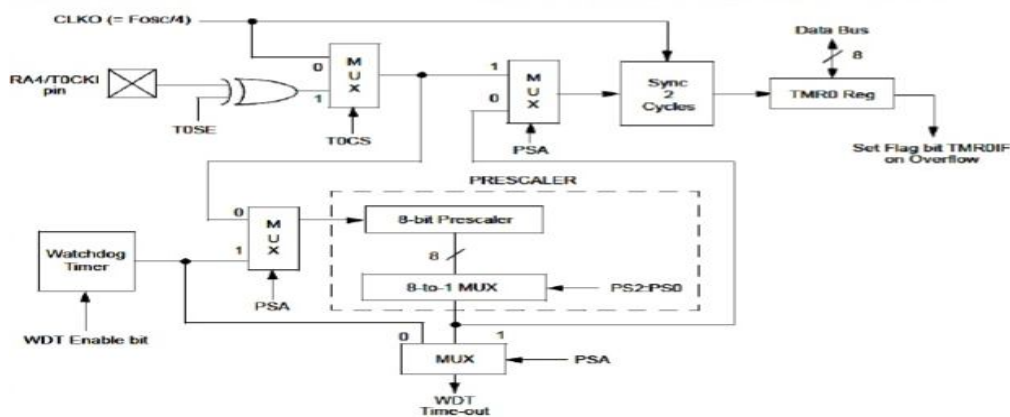 CLKO (= Fosc/4)
Data Bus
8
RA4/T0CKI
pin
0
1
M
U
X
1
0
M
U
X
Sync
2
Cycles
TMR0 Reg
T0SE
T0CS
PSA
Set Flag bit TMR0IF
on Overflow
PRESCALER
0
1
M
U
X
8-bit Prescaler
Watchdog
Timer
8
8-to-1 MUX
PS2:PS0
PSA
WDT Enable bit
0
1
MUX
PSA
WDT
Time-out